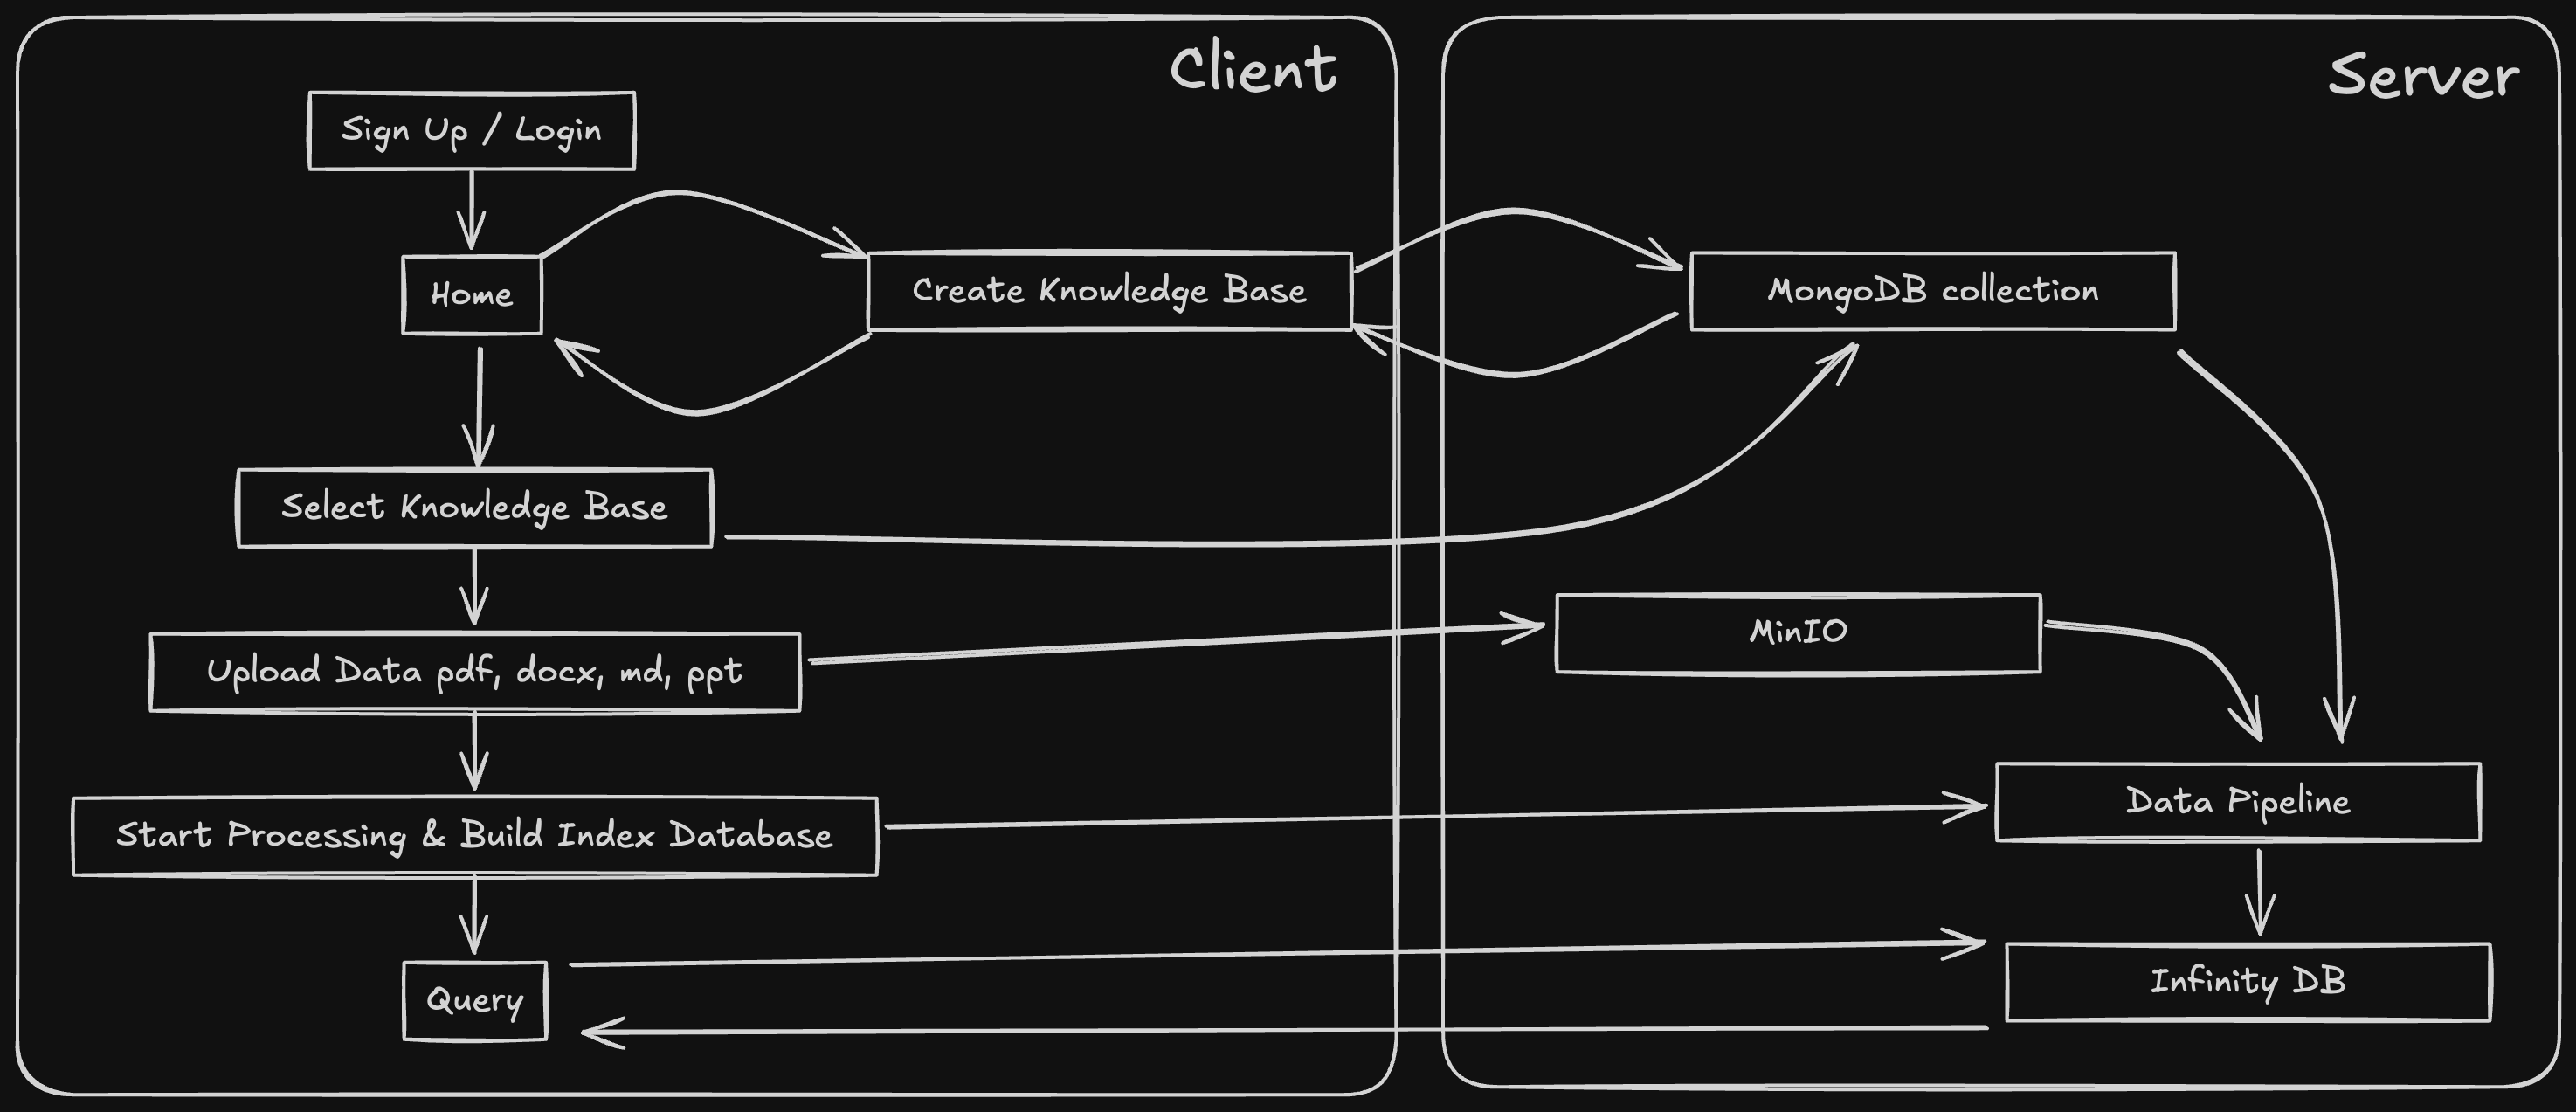 Client
Sign Up / Login
Home
Create Knowledge Base
Select Knowledge Base
Upload Data pdf, docx, md, ppt
Start Processing & Build Index Database
Query
Server
MongoDB collection
MinIO
Data Pipeline
Infinity DB